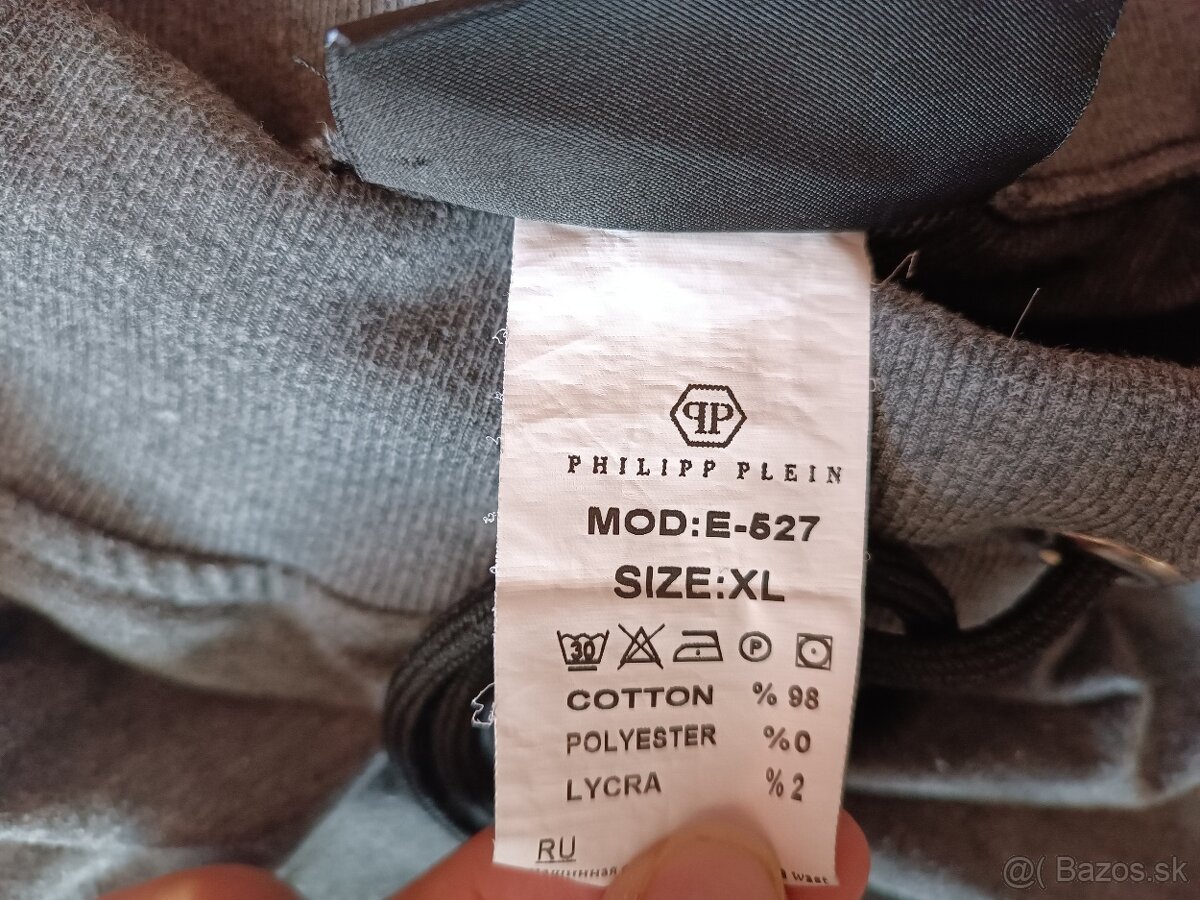 PP
PHILIPP PLEIN
MOD:E-527
SIZE:XL
30 P
COTTON % 98
POLYESTER %0
LYCRA %2
RU
@( Bazos.sk